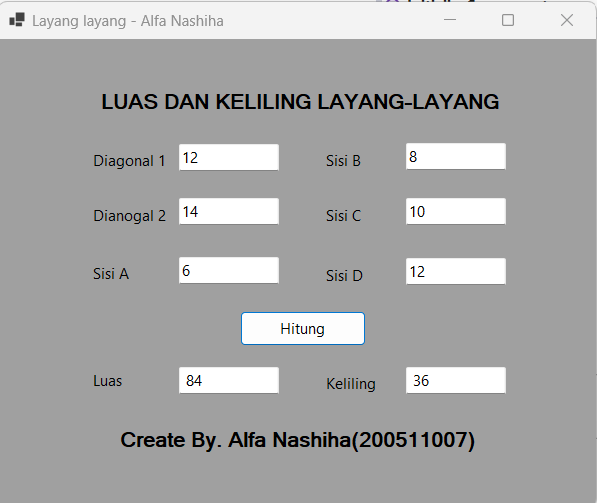 Layang layang - Alfa Nashiha
LUAS DAN KELILING LAYANG-LAYANG
Diagonal 1 12 Sisi B 8
Dianogal 2 14 Sisi C 10
Sisi A 6 Sisi D 12
Hitung
Luas 84 Keliling 36
Create By. Alfa Nashiha(200511007)